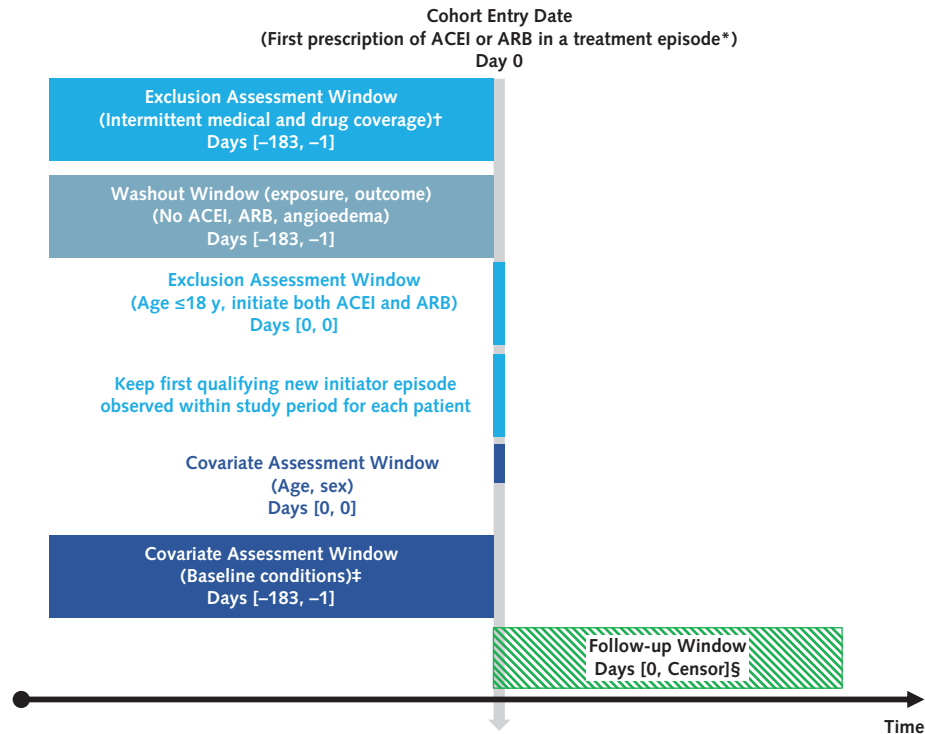 Cohort Entry Date
(First prescription of ACEI or ARB in a treatment episode*)
Day 0
Exclusion Assessment Window
(Intermittent medical and drug coverage)†
Days [–183, –1]
Washout Window (exposure, outcome)
(No ACEI, ARB, angioedema)
Days [–183, –1]
Exclusion Assessment Window
(Age ≤18 y, initiate both ACEI and ARB)
Days [0, 0]
Keep first qualifying new initiator episode
observed within study period for each patient
Covariate Assessment Window
(Age, sex)
Days [0, 0]
Covariate Assessment Window
(Baseline conditions)‡
Days [–183, –1]
Follow-up Window
Days [0, Censor]§
Time